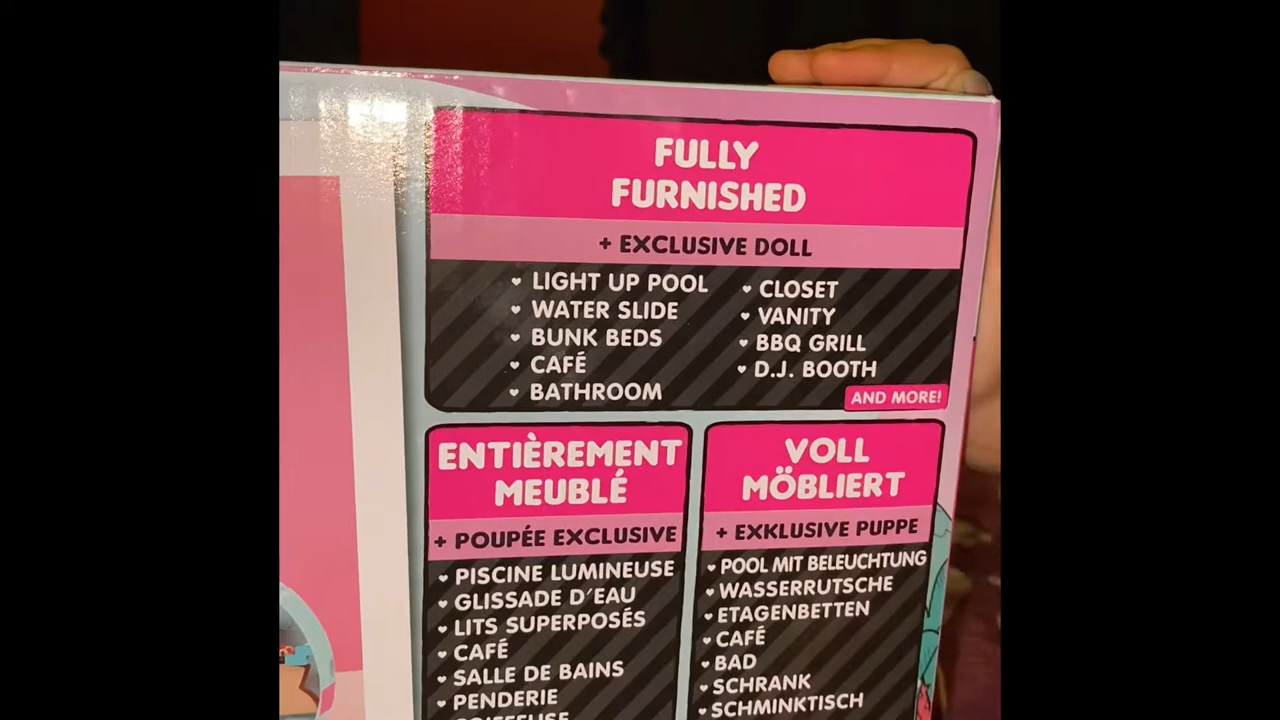 FULLY
FURNISHED
+ EXCLUSIVE DOLL
♥ LIGHT UP POOL
♥ WATER SLIDE
♥ BUNK BEDS
♥ CAFÉ
♥ BATHROOM
♥ CLOSET
♥ VANITY
♥ BBQ GRILL
♥ D.J. BOOTH
AND MORE!
ENTIÈREMENT
MEUBLÉ
+ POUPÉE EXCLUSIVE
♥ PISCINE LUMINEUSE
♥ GLISSADE D'EAU
♥ LITS SUPERPOSÉS
♥ CAFÉ
♥ SALLE DE BAINS
♥ PENDERIE
VOLL
MÖBLIERT
+ EXKLUSIVE PUPPE
♥ POOL MIT BELEUCHTUNG
♥ WASSERRUTSCHE
♥ ETAGENBETTEN
♥ CAFÉ
♥ BAD
♥ SCHRANK
♥ SCHMINKTISCH